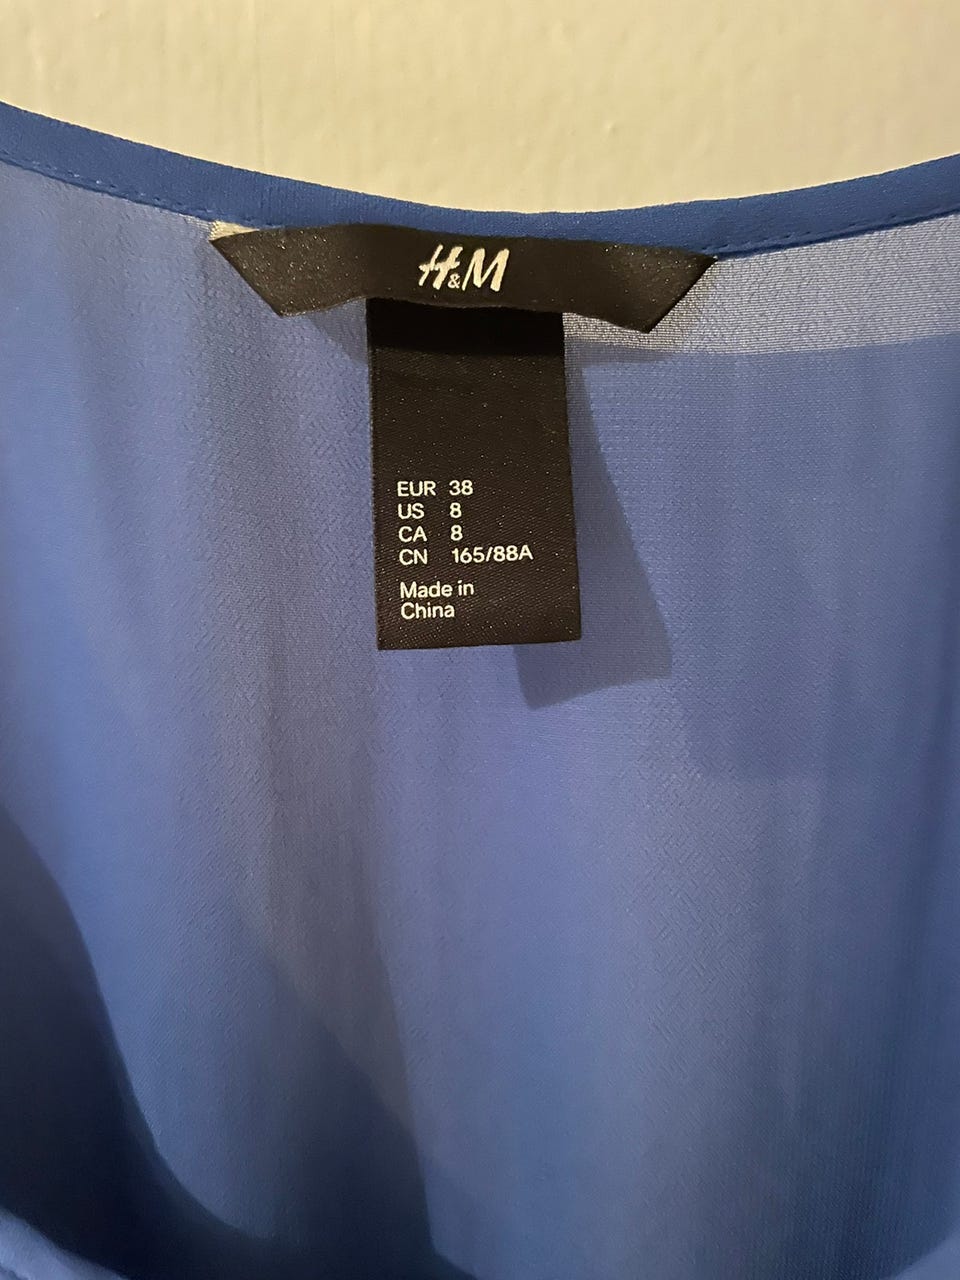 H&M
EUR 38
US 8
CA 8
CN 165/88A
Made in
China